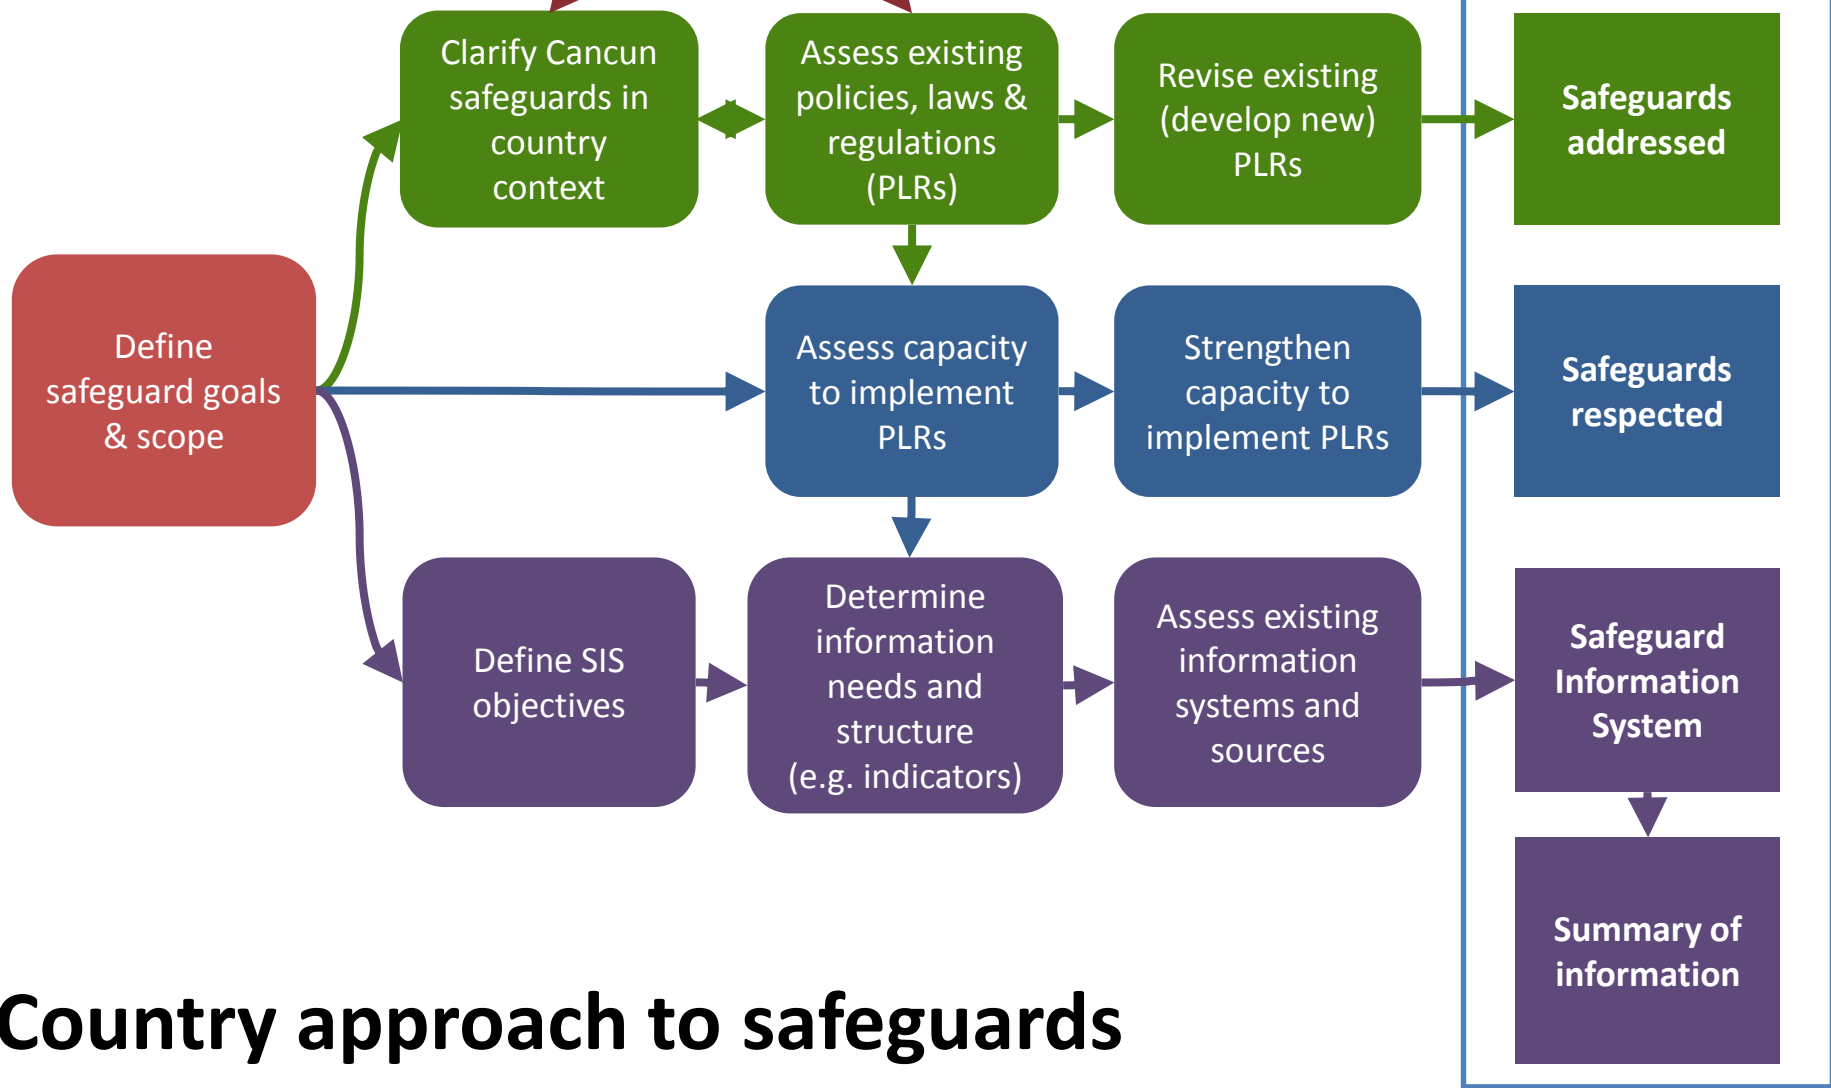 Clarify Cancun
safeguards in
country
context
Assess existing
policies, laws &
regulations
(PLRs)
Revise existing
(develop new)
PLRs
Safeguards
addressed
Define
safeguard goals
& scope
Assess capacity
to implement
PLRs
Strengthen
capacity to
implement PLRs
Safeguards
respected
Define SIS
objectives
Determine
information
needs and
structure
(e.g. indicators)
Assess existing
information
systems and
sources
Safeguard
Information
System
Summary of
information
Country approach to safeguards